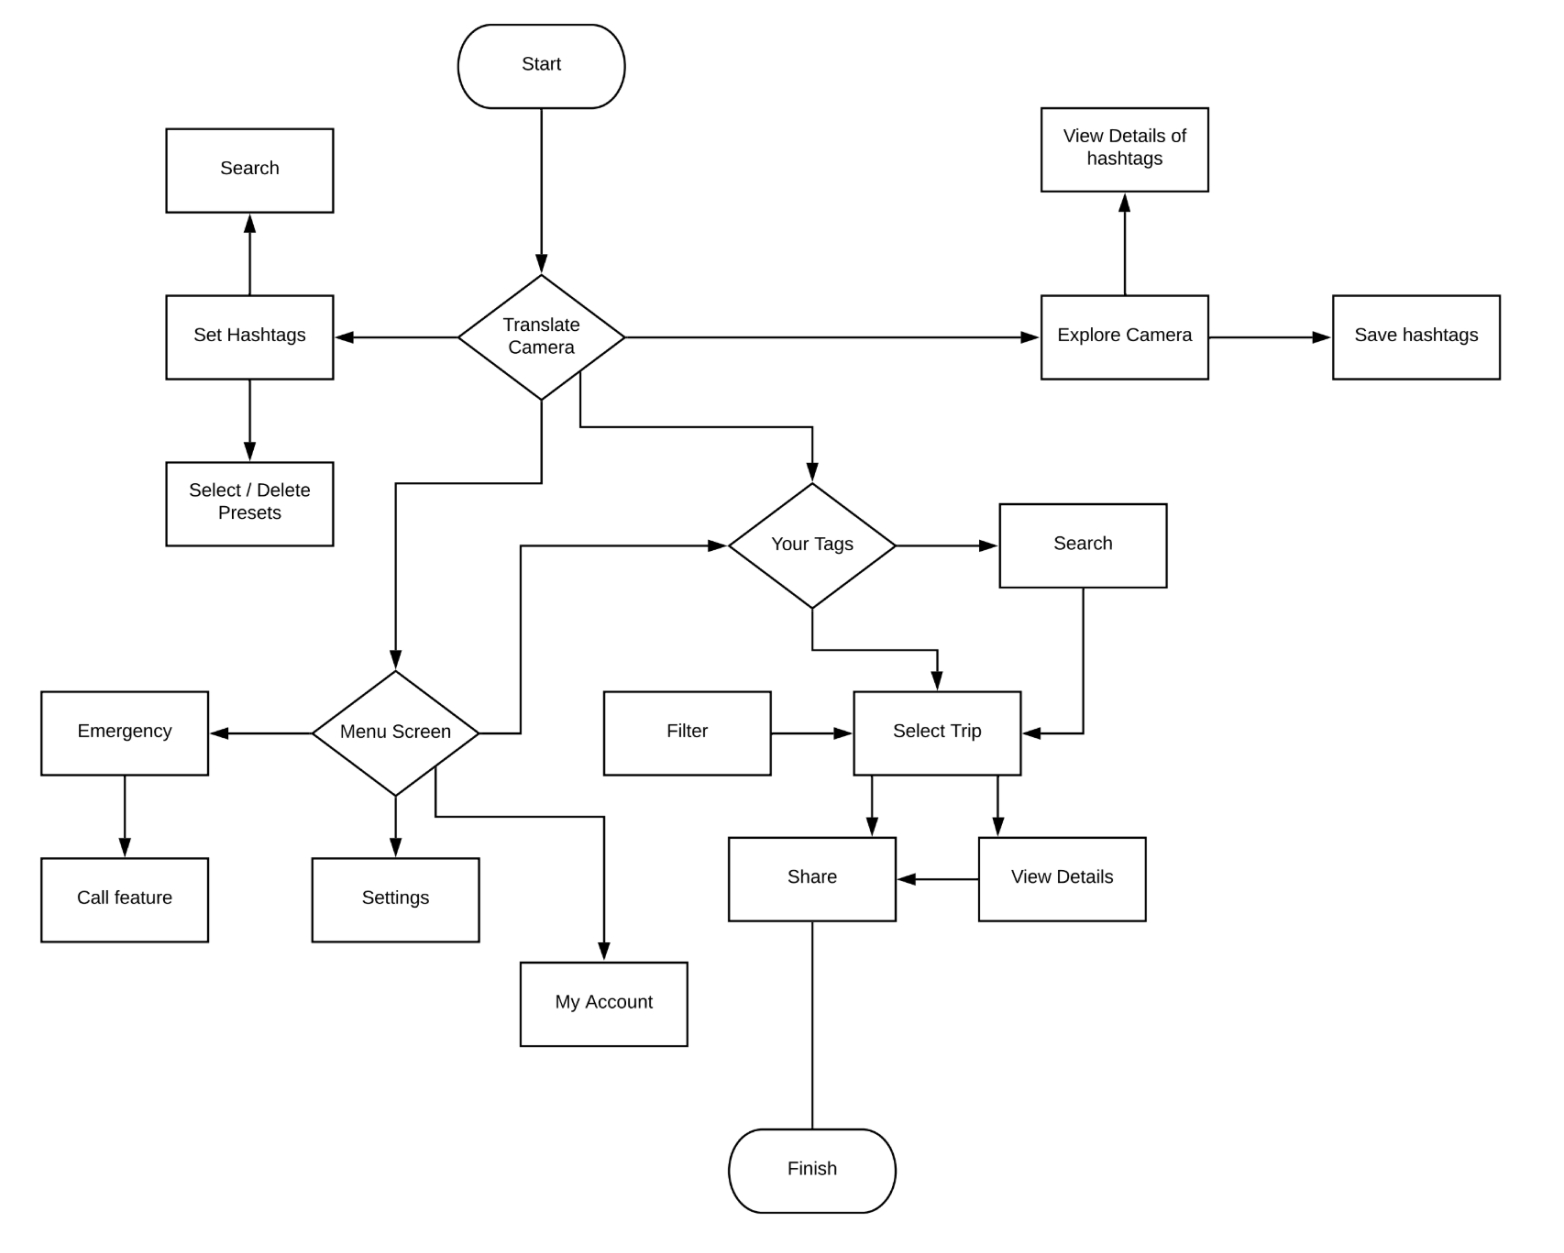 Start
View Details of
hashtags
Search
Translate
Camera
Set Hashtags
Explore Camera
Save hashtags
Select / Delete
Presets
Your Tags
Search
Emergency
Menu Screen
Filter
Select Trip
Call feature
Settings
Share
View Details
My Account
Finish